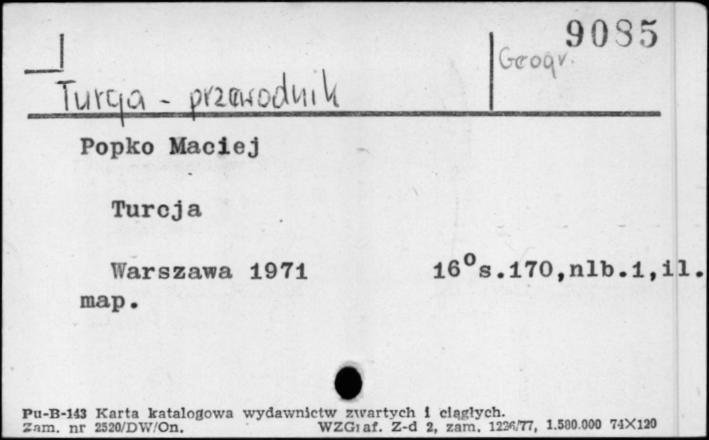 9085
Geogr.
Turcja - przewodnik
Popko Maciej
Turcja
Warszawa 1971 16° s.170,nlb.1,il.
map.
Pu-B-143 Karta katalogowa wydawnictw zwartych i ciągłych.
Zam. nr 2520/DW/On. WZGraf. Z-d 2, zam. 1226/77, 1.580.000 74X120